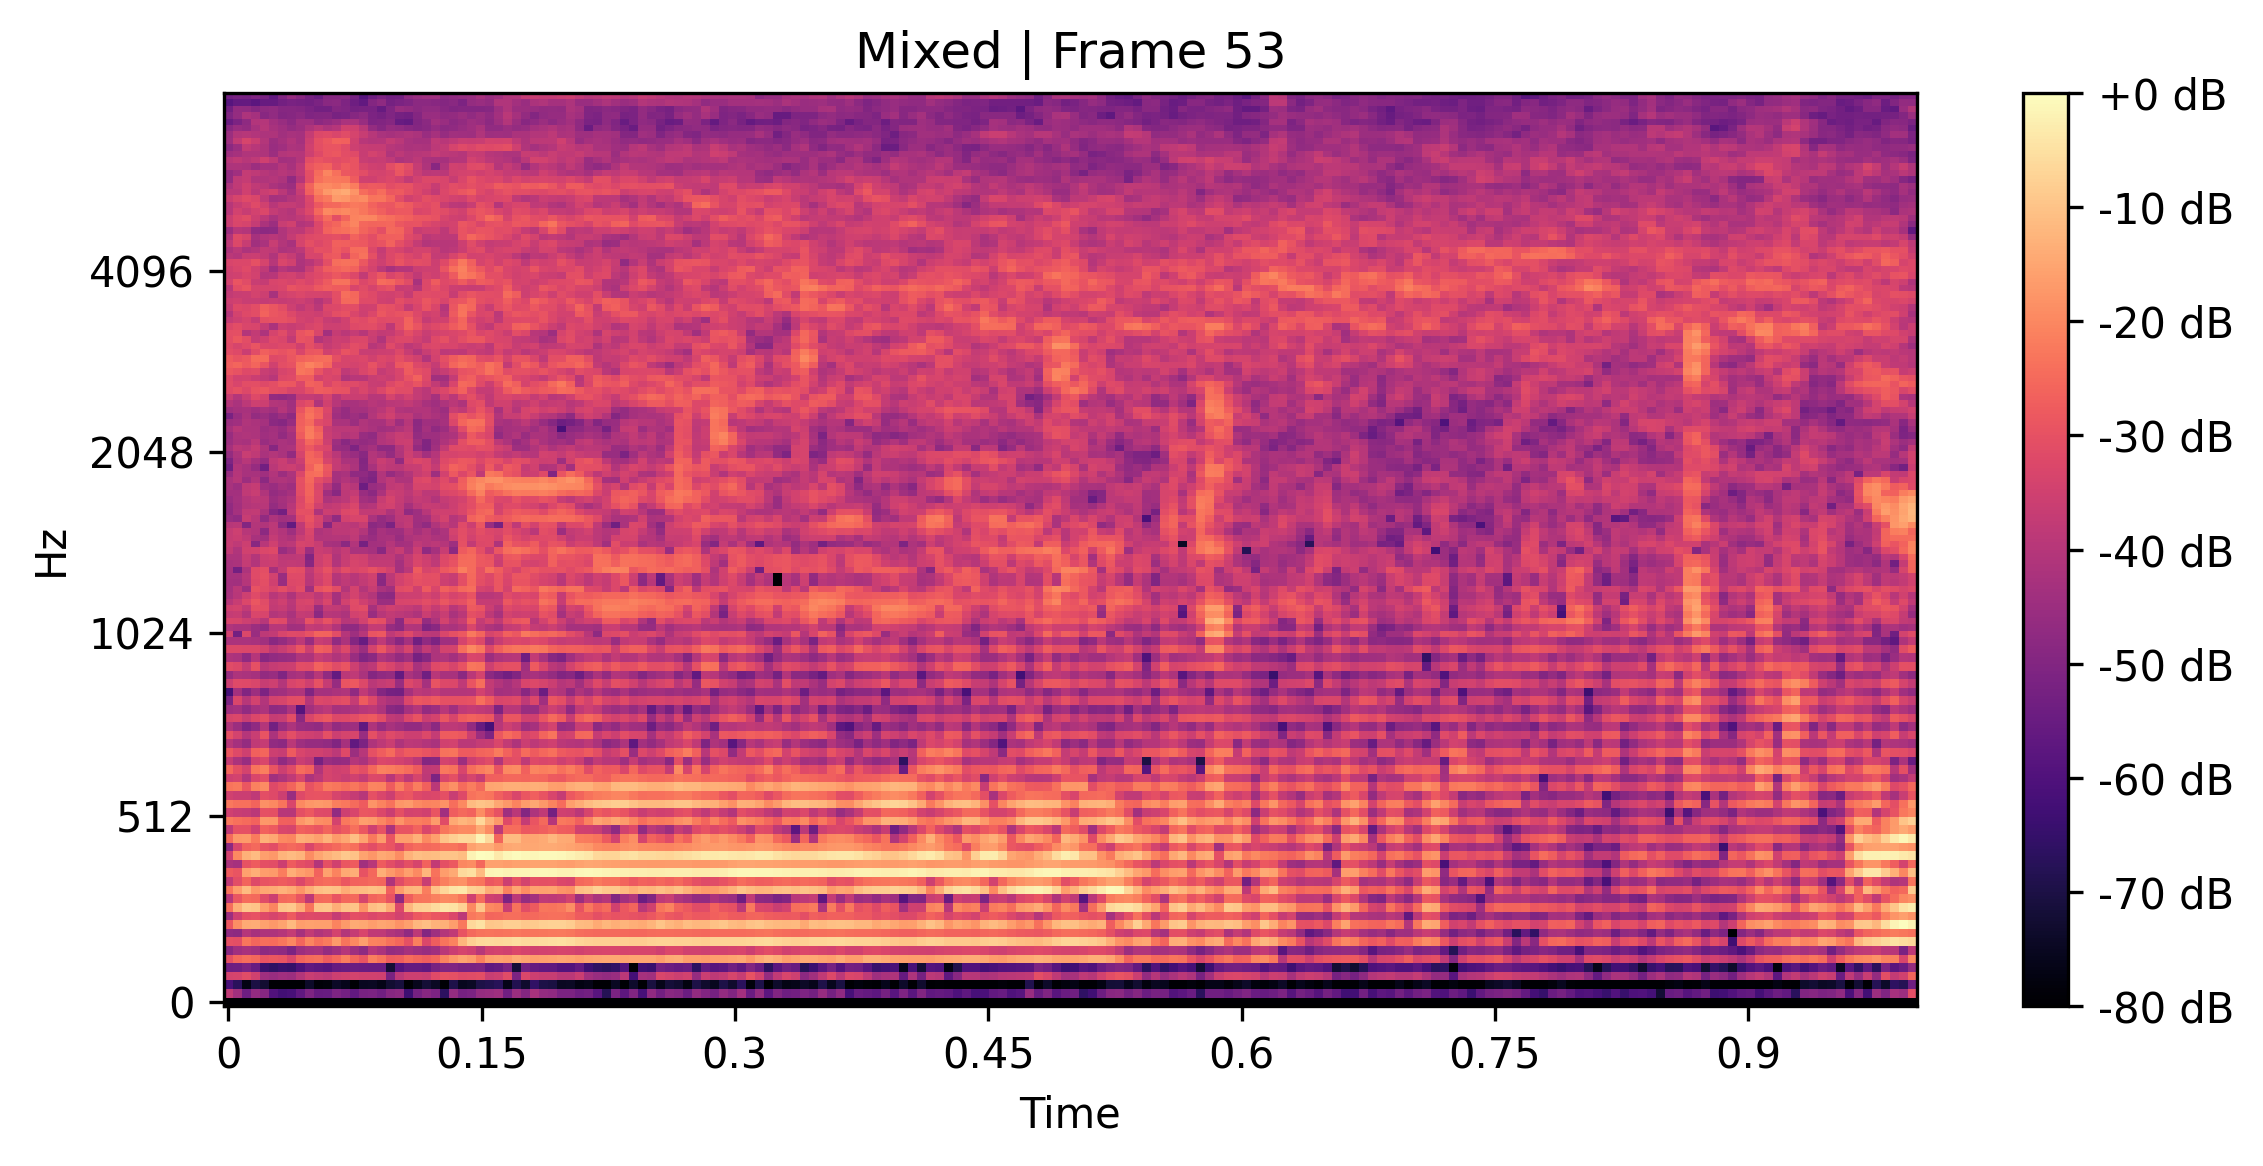 Mixed | Frame 53
+0 dB
-10 dB
-20 dB
-30 dB
-40 dB
-50 dB
-60 dB
-70 dB
-80 dB
Hz
4096
2048
1024
512
0
0 0.15 0.3 0.45 0.6 0.75 0.9
Time